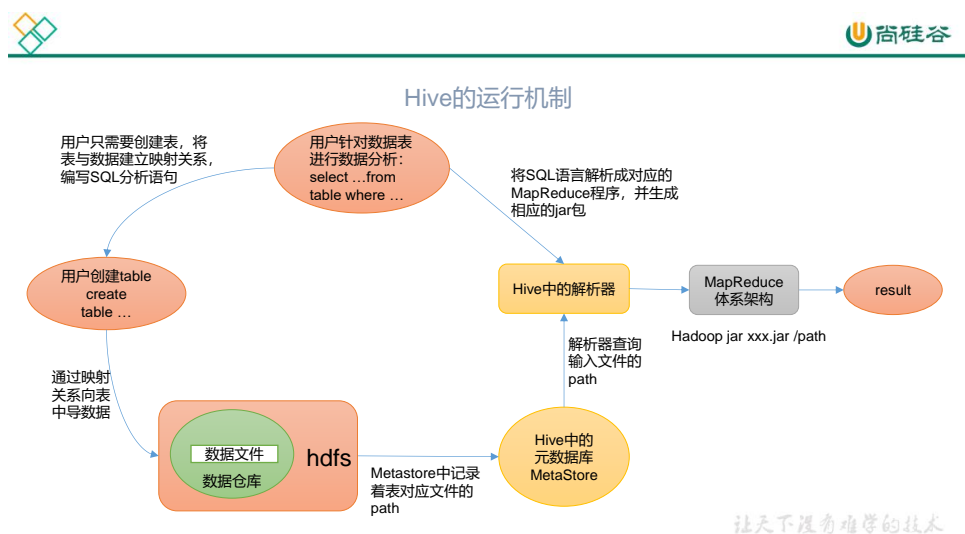 尚硅谷
Hive的运行机制
用户只需要创建表，将
表与数据建立映射关系，
编写SQL分析语句
用户针对数据表
进行数据分析：
select …from
table where …
将SQL语言解析成对应的
MapReduce程序，并生成
相应的jar包
用户创建table
create
table …
Hive中的解析器
MapReduce
体系架构
result
Hadoop jar xxx.jar /path
解析器查询
输入文件的
path
通过映射
关系向表
中导数据
数据文件
数据仓库
hdfs
Metastore中记录
着表对应文件的
path
Hive中的
元数据库
MetaStore
让天下没有难学的技术